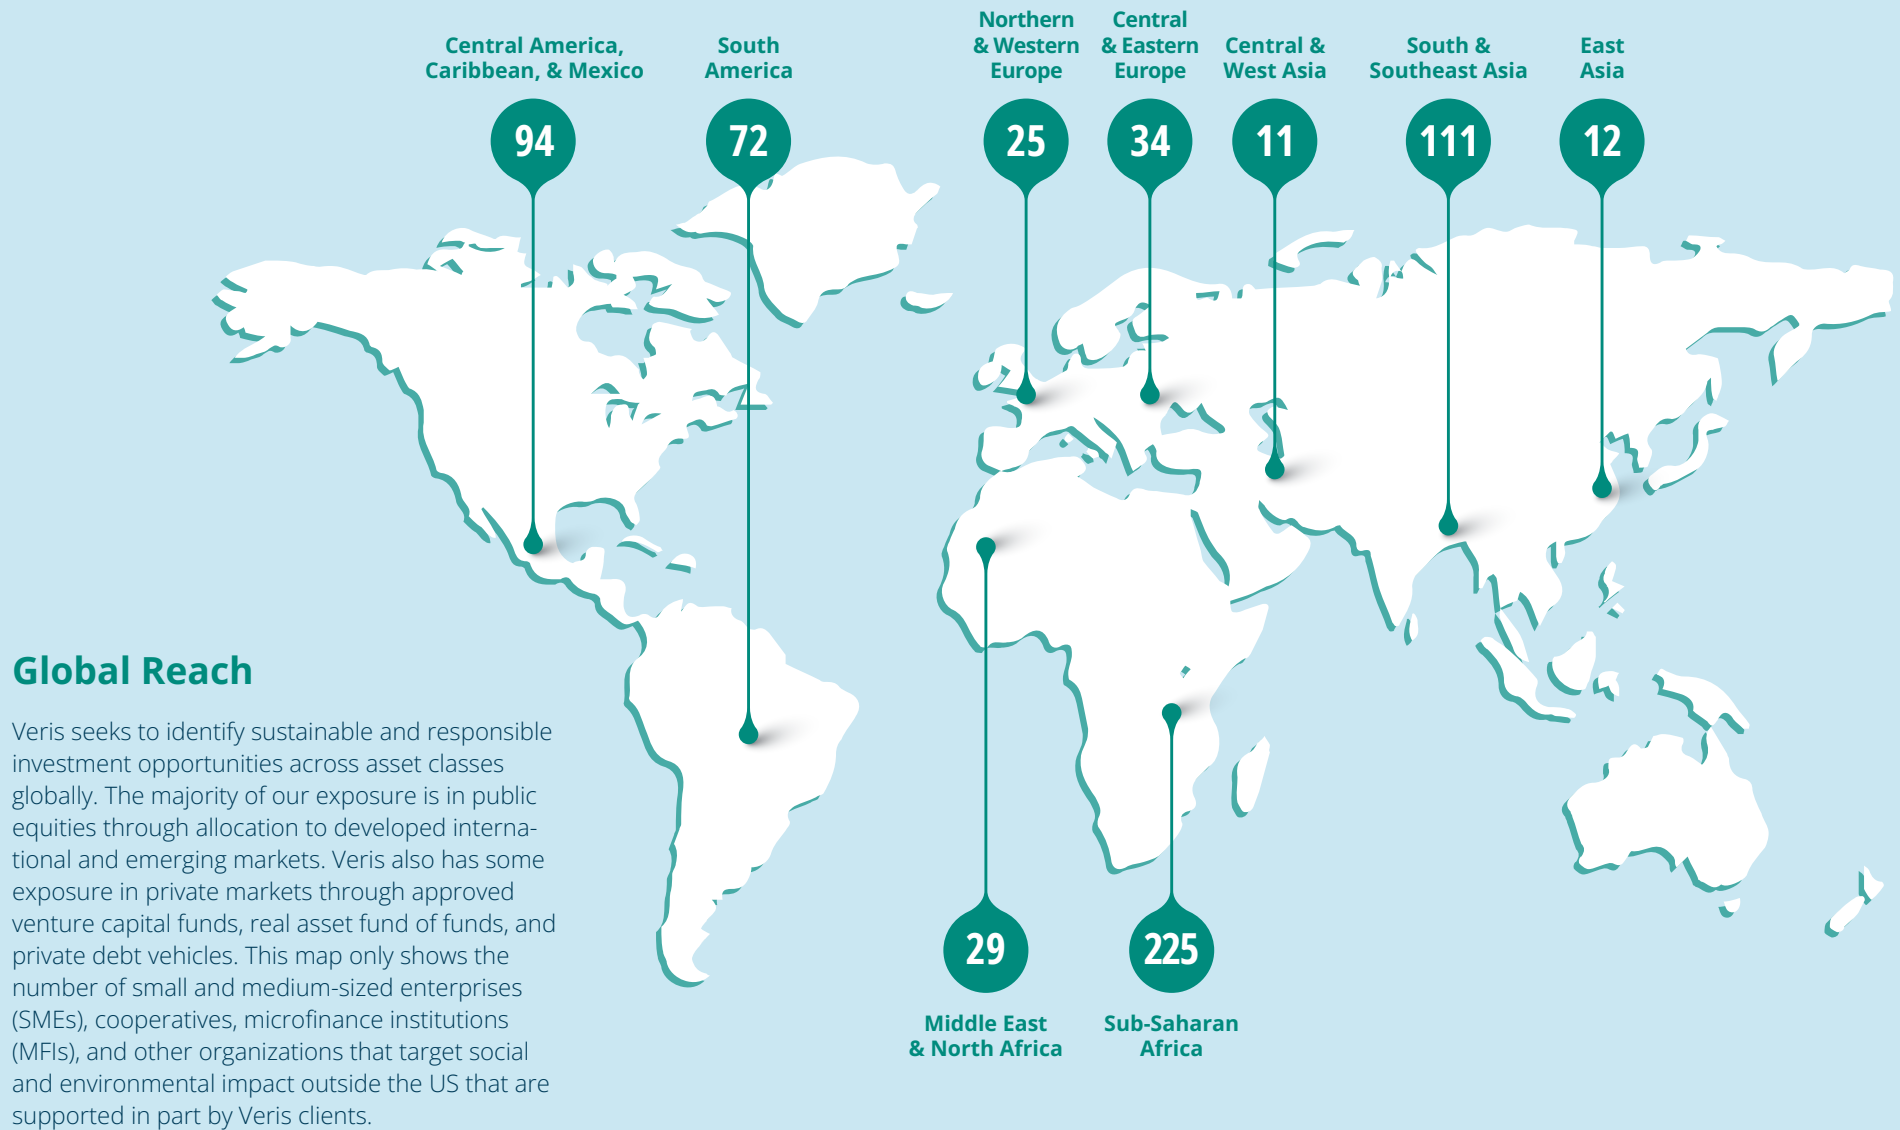 Central America,
Caribbean, & Mexico
94
South
America
72
Northern
& Western
Europe
25
Central
& Eastern
Europe
34
Central &
West Asia
11
South &
Southeast Asia
111
East
Asia
12
Global Reach
Veris seeks to identify sustainable and responsible
investment opportunities across asset classes
globally. The majority of our exposure is in public
equities through allocation to developed interna-
tional and emerging markets. Veris also has some
exposure in private markets through approved
venture capital funds, real asset fund of funds, and
private debt vehicles. This map only shows the
number of small and medium-sized enterprises
(SMEs), cooperatives, microfinance institutions
(MFIs), and other organizations that target social
and environmental impact outside the US that are
supported in part by Veris clients.
29
Middle East
& North Africa
225
Sub-Saharan
Africa